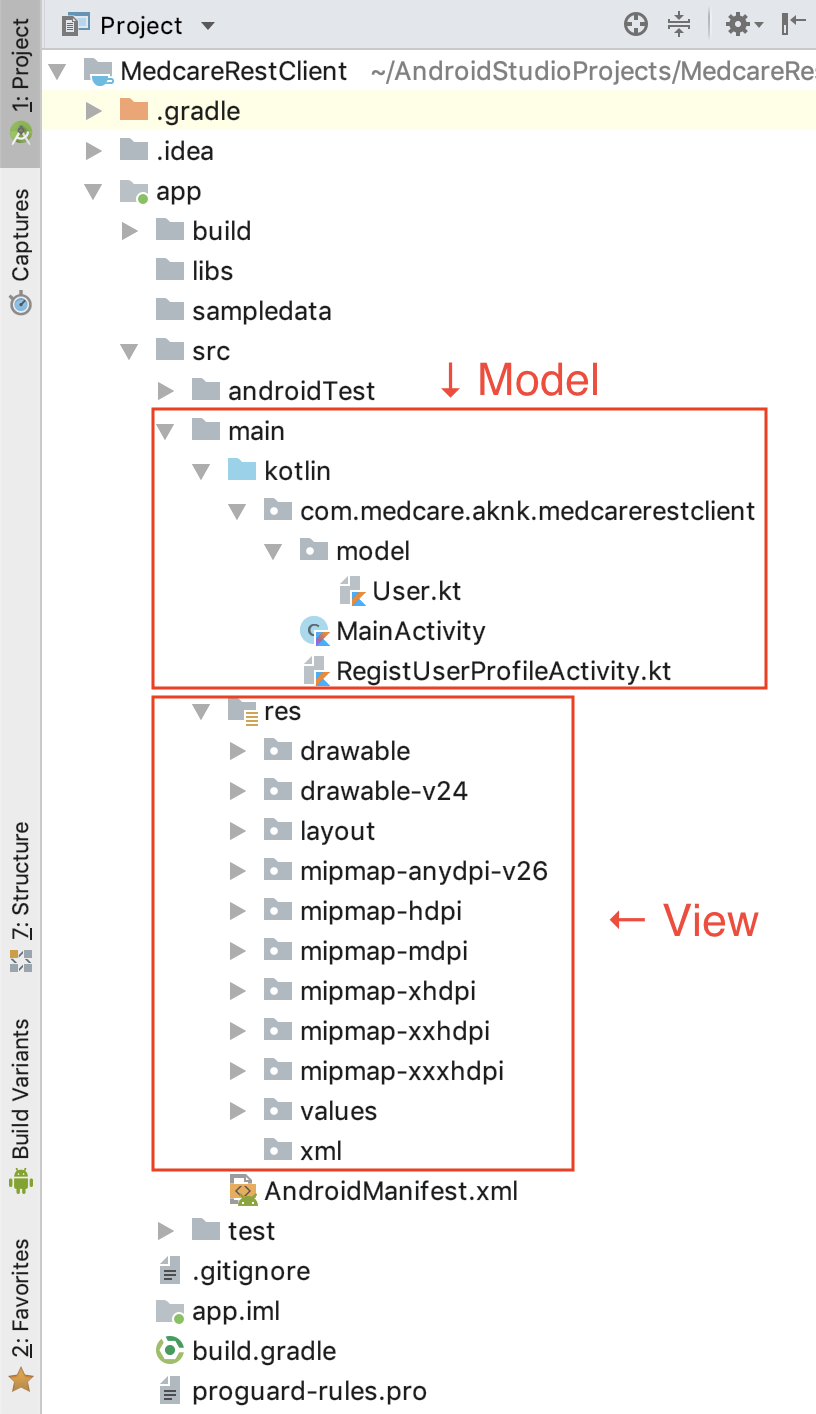 Project
MedcareRestClient ~/AndroidStudioProjects/MedcareRes
.gradle
.idea
app
build
libs
sampledata
src
↓ Model
androidTest
main
kotlin
com.medcare.aknk.medcarerestclient
model
User.kt
MainActivity
RegistUserProfileActivity.kt
res
drawable
drawable-v24
layout
mipmap-anydpi-v26
← View
mipmap-hdpi
mipmap-mdpi
mipmap-xhdpi
mipmap-xxhdpi
mipmap-xxxhdpi
values
xml
AndroidManifest.xml
test
.gitignore
app.iml
build.gradle
proguard-rules.pro
1: Project
Captures
7: Structure
Build Variants
2: Favorites